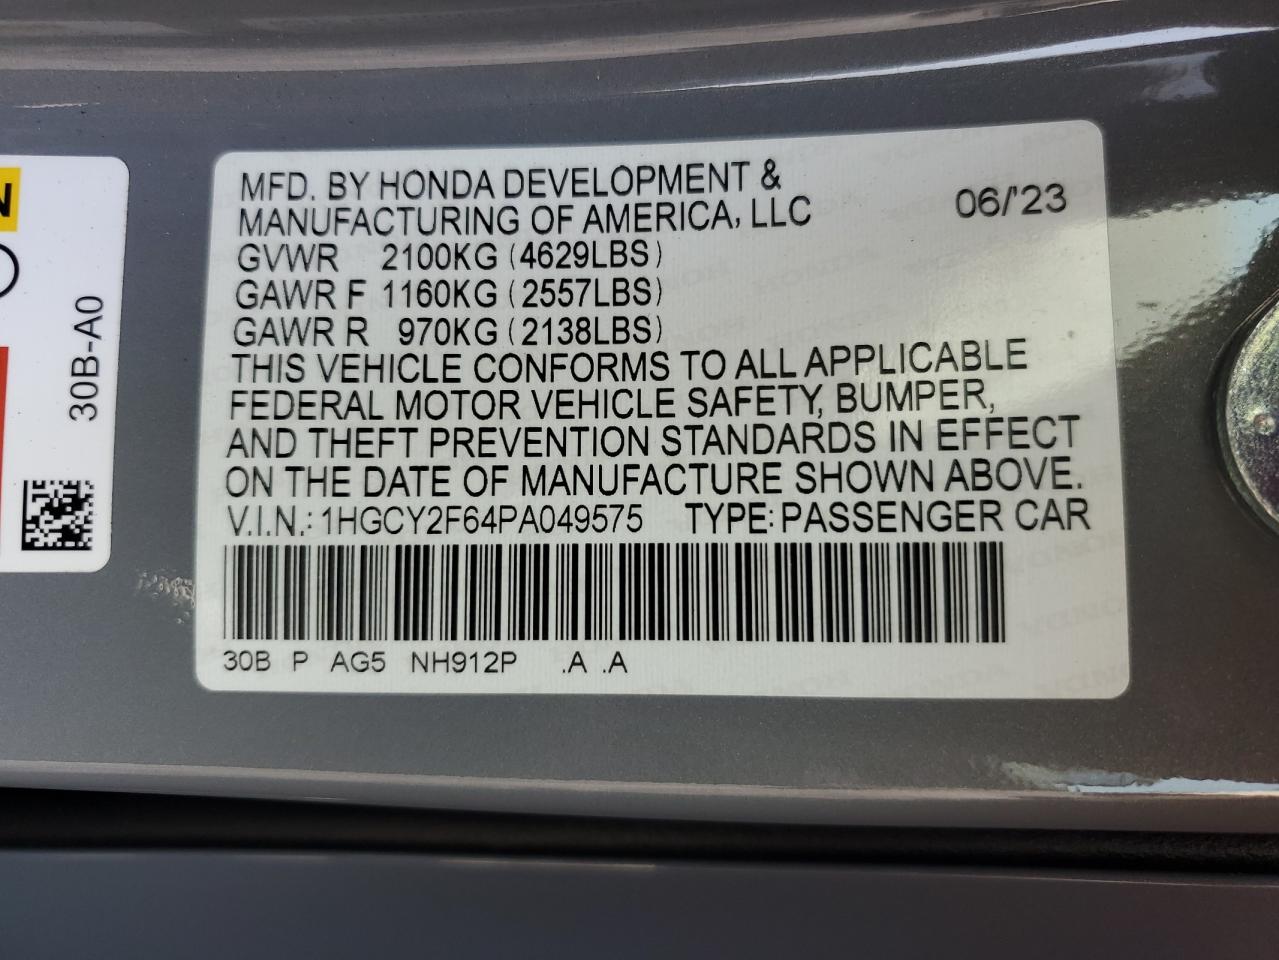 MFD. BY HONDA DEVELOPMENT &
MANUFACTURING OF AMERICA, LLC 06/'23
GVWR 2100KG (4629LBS)
GAWR F 1160KG (2557LBS)
GAWR R 970KG (2138LBS)
THIS VEHICLE CONFORMS TO ALL APPLICABLE
FEDERAL MOTOR VEHICLE SAFETY, BUMPER,
AND THEFT PREVENTION STANDARDS IN EFFECT
ON THE DATE OF MANUFACTURE SHOWN ABOVE.
V.I.N.: 1HGCY2F64PA049575 TYPE: PASSENGER CAR
30B P AG5 NH912P .A .A
30B-A0
N